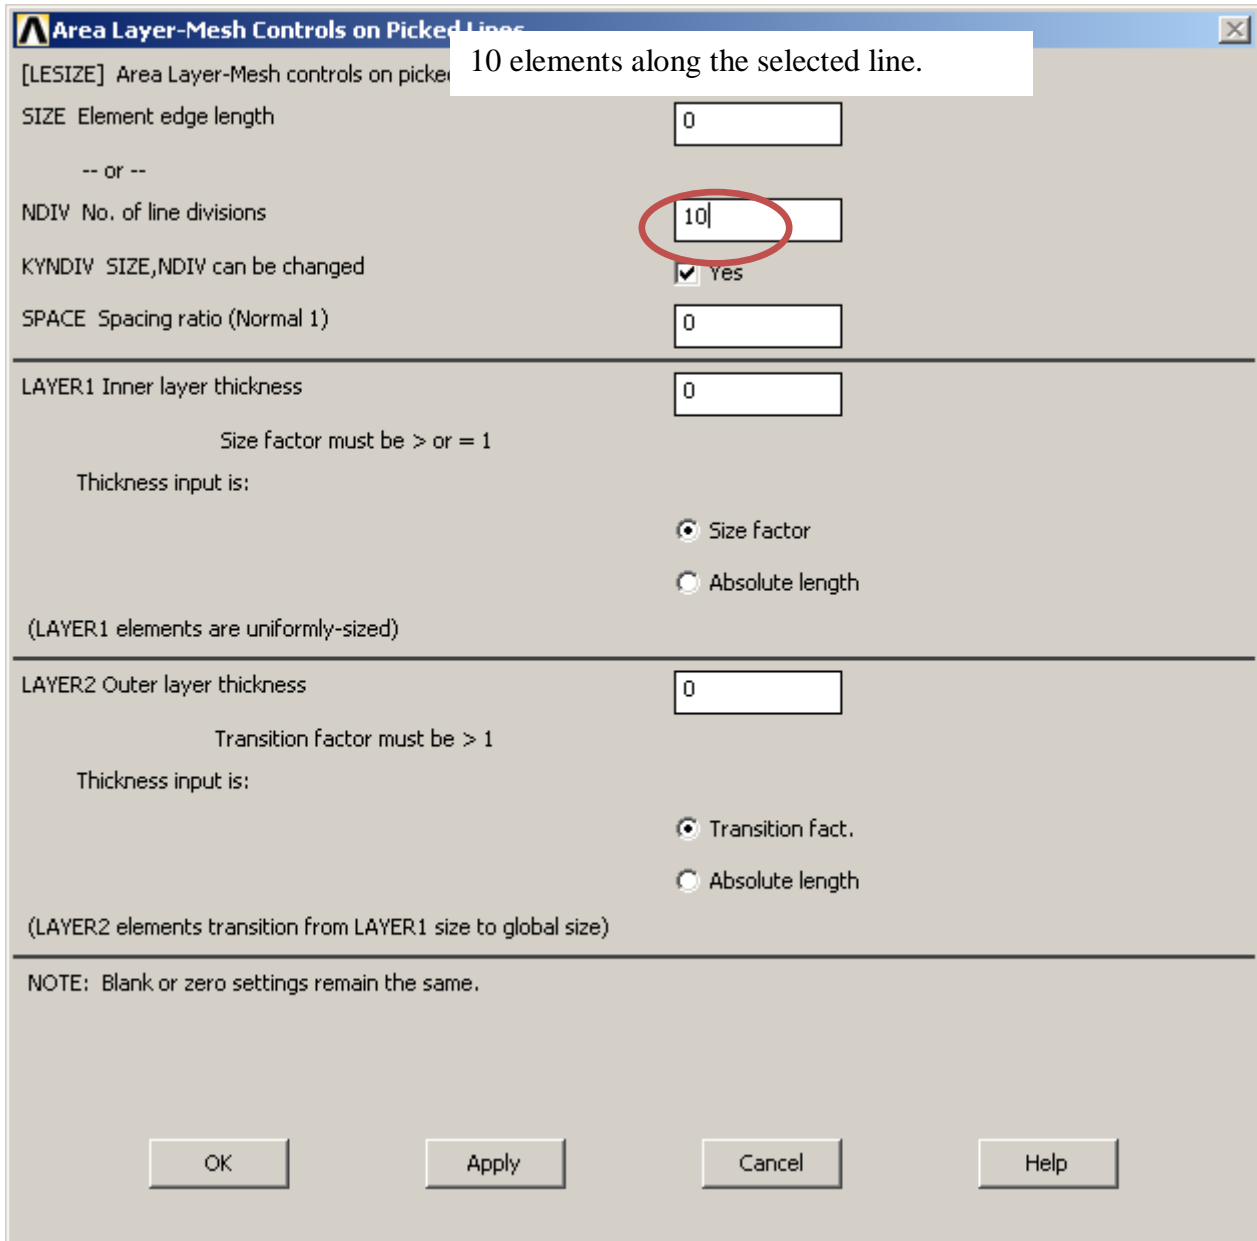 Area Layer-Mesh Controls on Picked Lines
10 elements along the selected line.
[LESIZE] Area Layer-Mesh controls on picked
SIZE Element edge length
0
-- or --
NDIV No. of line divisions
10
KYNDIV SIZE,NDIV can be changed
Yes
SPACE Spacing ratio (Normal 1)
0
LAYER1 Inner layer thickness
0
Size factor must be > or = 1
Thickness input is:
Size factor
Absolute length
(LAYER1 elements are uniformly-sized)
LAYER2 Outer layer thickness
0
Transition factor must be > 1
Thickness input is:
Transition fact.
Absolute length
(LAYER2 elements transition from LAYER1 size to global size)
NOTE: Blank or zero settings remain the same.
OK Apply Cancel Help